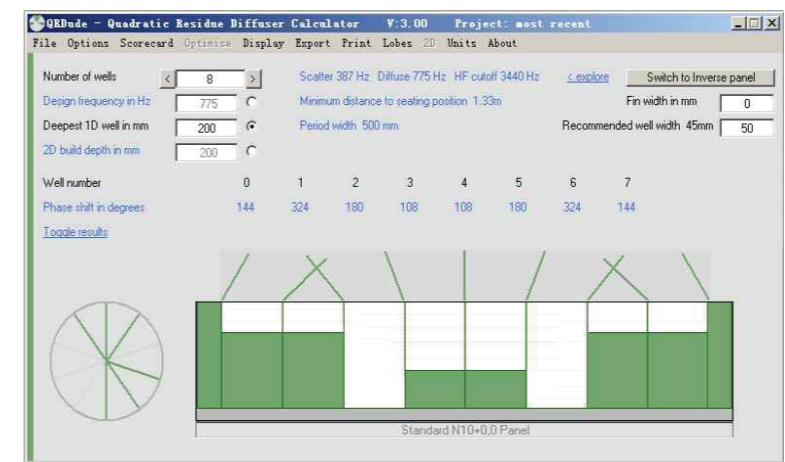 QRDude - Quadratic Residue Diffuser Calculator V:3.00 Project: most recent
File Options Scorecard Optimise Display Export Print Lobes 2D Units About
Number of wells < 8 > Scatter 387 Hz Diffuse 775 Hz HF cutoff 3440 Hz < explore Switch to Inverse panel
Design frequency in Hz 775 Minimum distance to seating position 1.33m Fin width in mm 0
Deepest 1D well in mm 200 Period width 500 mm Recommended well width 45mm 50
2D build depth in mm 200
Well number 0 1 2 3 4 5 6 7
Phase shift in degrees 144 324 180 108 108 180 324 144
Toggle results
Standard N10+0,0 Panel